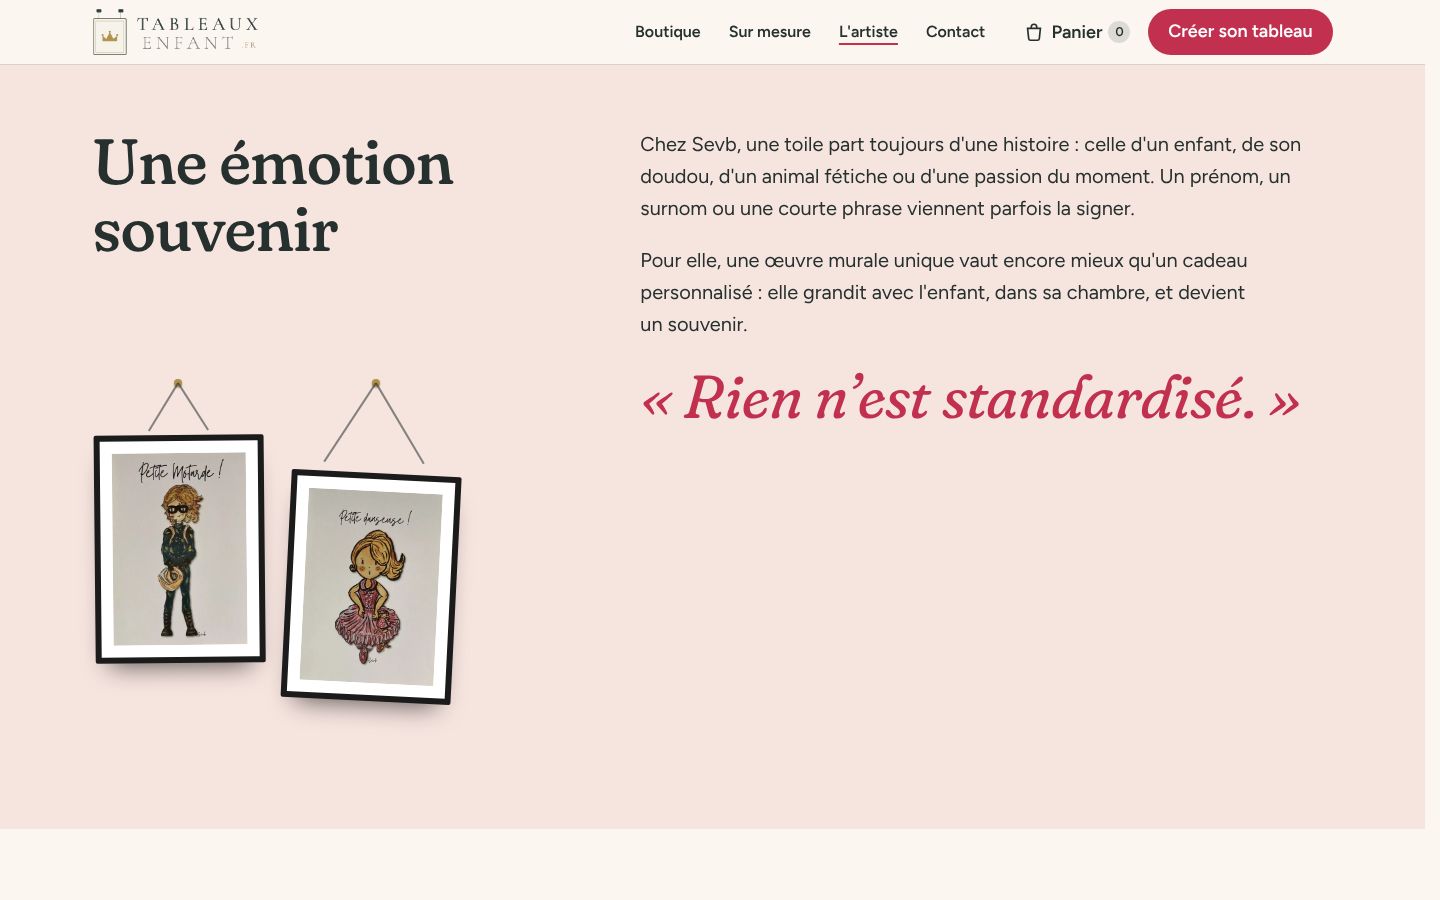 TABLEAUX
ENFANT .FR
Boutique
Sur mesure
L'artiste
Contact
Panier 0
Créer son tableau
Une émotion
souvenir
Chez Sevb, une toile part toujours d'une histoire : celle d'un enfant, de son
doudou, d'un animal fétiche ou d'une passion du moment. Un prénom, un
surnom ou une courte phrase viennent parfois la signer.
Pour elle, une œuvre murale unique vaut encore mieux qu'un cadeau
personnalisé : elle grandit avec l'enfant, dans sa chambre, et devient
un souvenir.
« Rien n’est standardisé. »
Petite Motarde !
Petite danseuse !